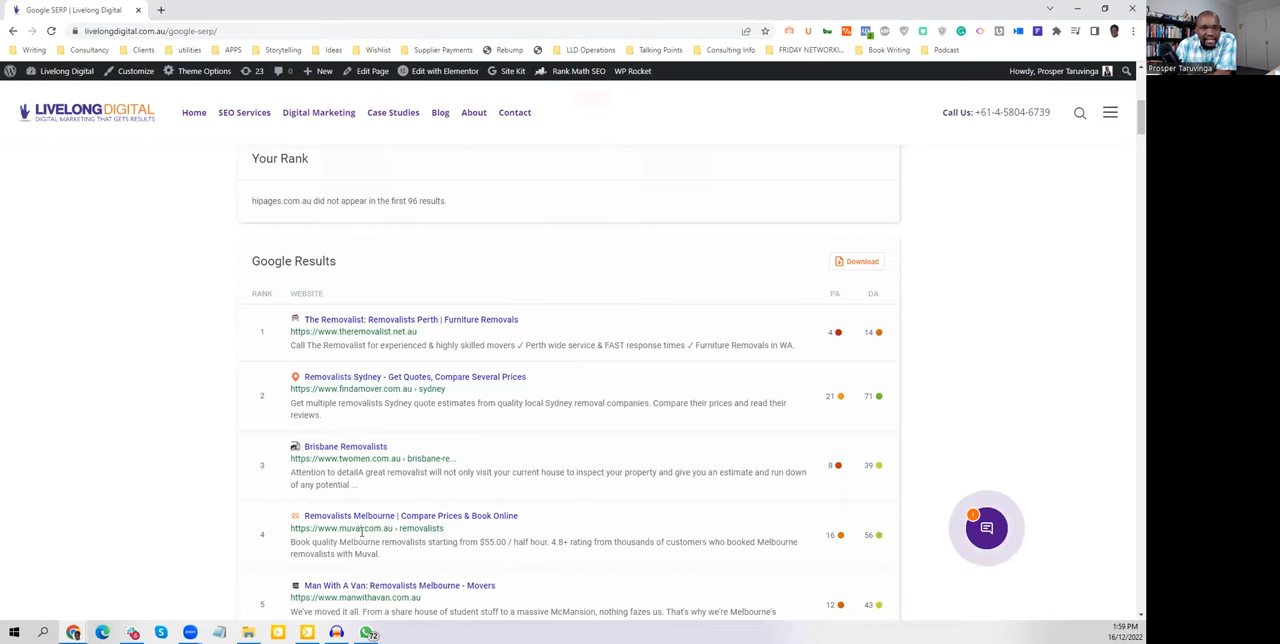 Google SERP | Livelong Digital
livelongdigital.com.au/google-serp/
Writing Consultancy Clients utilities APPS Storytelling Ideas Wishlist Supplier Payments Rebump LLD Operations Talking Points Consulting Info FRIDAY NETWORKI... Book Writing Podcast
Livelong Digital Customize Theme Options 23 0 New Edit Page Edit with Elementor Site Kit Rank Math SEO WP Rocket Howdy, Prosper Taruvinga
Prosper Taruvinga
LIVELONGDIGITAL
DIGITAL MARKETING THAT GETS RESULTS
Home SEO Services Digital Marketing Case Studies Blog About Contact
Call Us: +61-4-5804-6739
Your Rank
hipages.com.au did not appear in the first 96 results.
Google Results
Download
RANK WEBSITE PA DA
1 The Removalist: Removalists Perth | Furniture Removals
https://www.theremovalist.net.au 4 14
Call The Removalist for experienced & highly skilled movers ✓ Perth wide service & FAST response times ✓ Furniture Removals in WA.
2 Removalists Sydney - Get Quotes, Compare Several Prices
https://www.findamover.com.au › sydney 21 71
Get multiple removalists Sydney quote estimates from quality local Sydney removal companies. Compare their prices and read their
reviews.
3 Brisbane Removalists
https://www.twomen.com.au › brisbane-re... 8 39
Attention to detailA great removalist will not only visit your current house to inspect your property and give you an estimate and run down
of any potential ...
4 Removalists Melbourne | Compare Prices & Book Online
https://www.muval.com.au › removalists 16 56
Book quality Melbourne removalists starting from $55.00 / half hour. 4.8+ rating from thousands of customers who booked Melbourne
removalists with Muval.
5 Man With A Van: Removalists Melbourne - Movers
https://www.manwithavan.com.au 12 43
We've moved it all. From a share house of student stuff to a massive McMansion, nothing fazes us. That's why we're Melbourne's
1
72
1:59 PM
16/12/2022